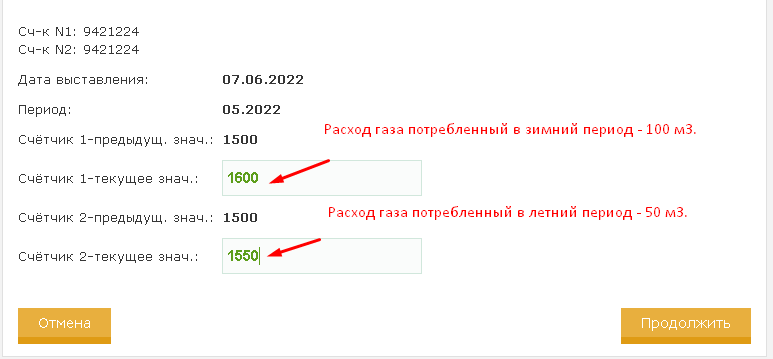 Сч-к N1: 9421224
Сч-к N2: 9421224
Дата выставления: 07.06.2022
Период: 05.2022
Счётчик 1-предыдущ. знач.: 1500
Расход газа потребленный в зимний период - 100 м3.
Счётчик 1-текущее знач.: 1600
Счётчик 2-предыдущ. знач.: 1500
Расход газа потребленный в летний период - 50 м3.
Счётчик 2-текущее знач.: 1550
Отмена
Продолжить